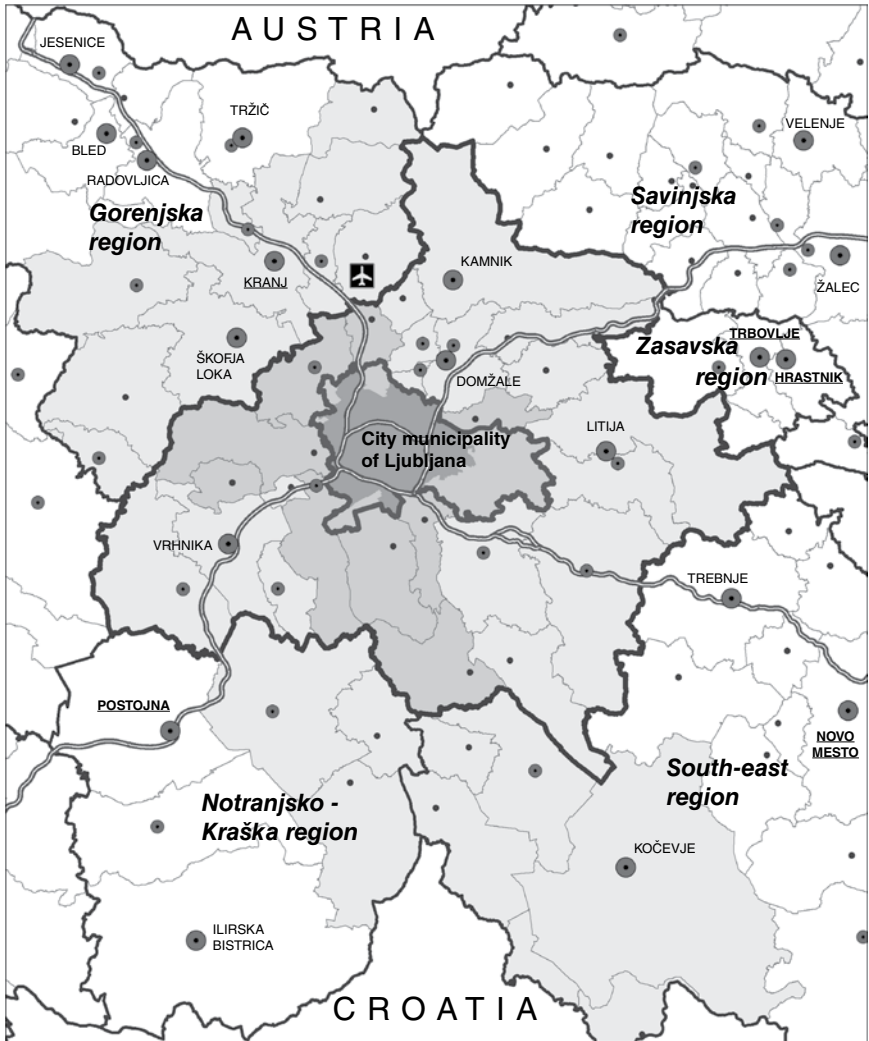 AUSTRIA
JESENICE
TRŽIČ
VELENJE
BLED
RADOVLJICA
Savinjska
region
Gorenjska
region
KAMNIK
KRANJ
ŽALEC
TRBOVLJE
Zasavska
region
ŠKOFJA
LOKA
HRASTNIK
DOMŽALE
City municipality
of Ljubljana
LITIJA
VRHNIKA
TREBNJE
POSTOJNA
NOVO
MESTO
South-east
region
Notranjsko -
Kraška region
KOČEVJE
ILIRSKA
BISTRICA
CROATIA